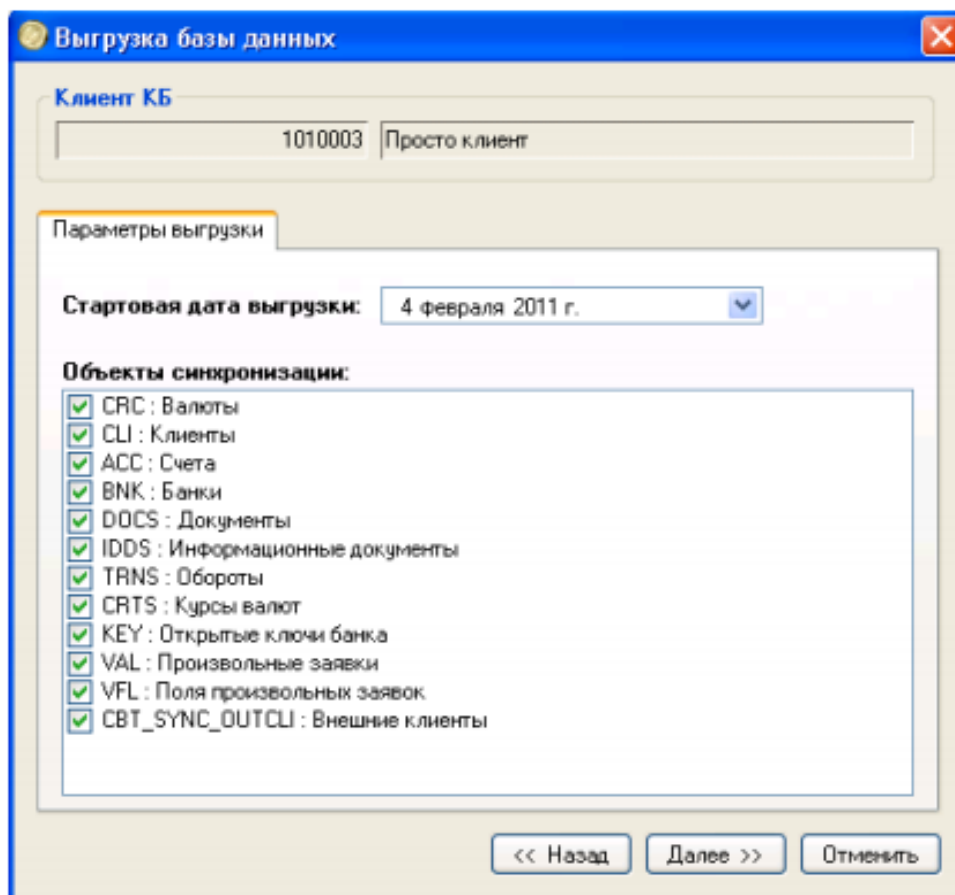 Выгрузка базы данных
Клиент КБ
1010003 Просто клиент
Параметры выгрузки
Стартовая дата выгрузки: 4 февраля 2011 г.
Объекты синхронизации:
CRC : Валюты
CLI : Клиенты
ACC : Счета
BNK : Банки
DOCS : Документы
IDDS : Информационные документы
TRNS : Обороты
CRTS : Курсы валют
KEY : Открытые ключи банка
VAL : Произвольные заявки
VFL : Поля произвольных заявок
CBT_SYNC_OUTCLI : Внешние клиенты
<< Назад Далее >> Отменить